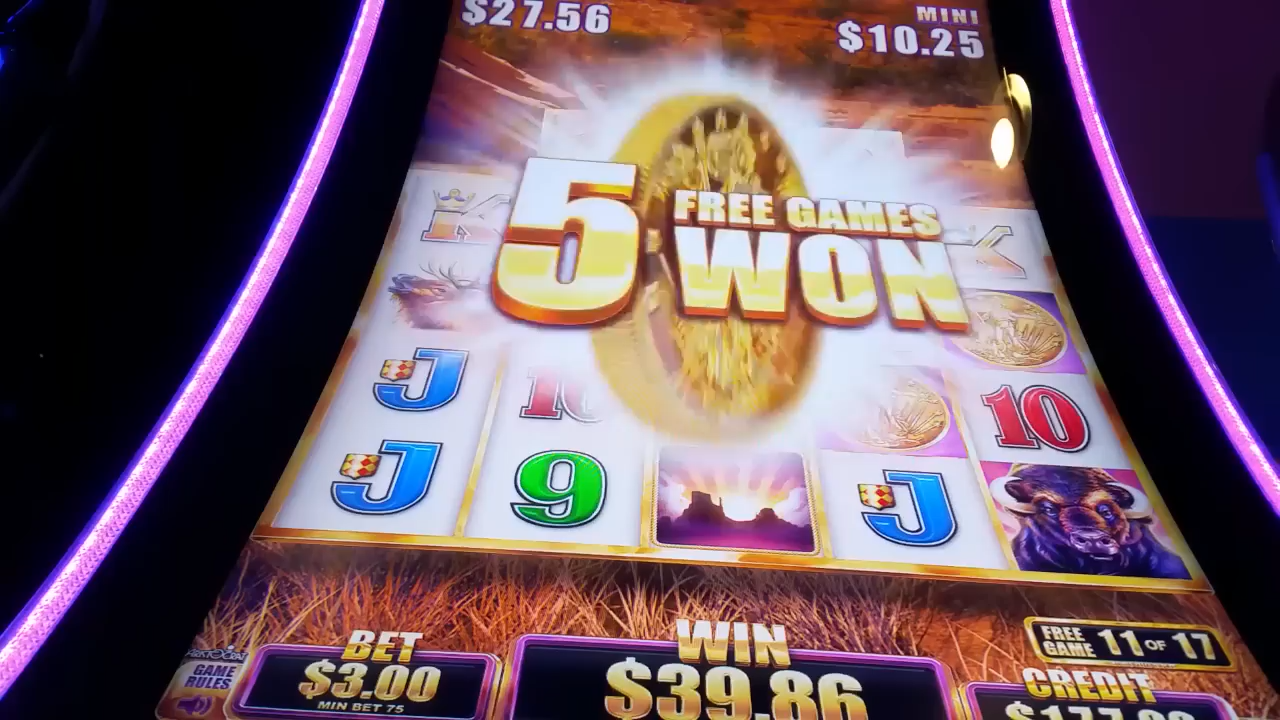 $27.56
MINI
$10.25
5 FREE GAMES
WON
K
K
J
10
10
J
9
J
ARISTOCRAT
GAME
RULES
BET
$3.00
MIN BET 75
WIN
$39.86
FREE
GAME 11 OF 17
CREDIT